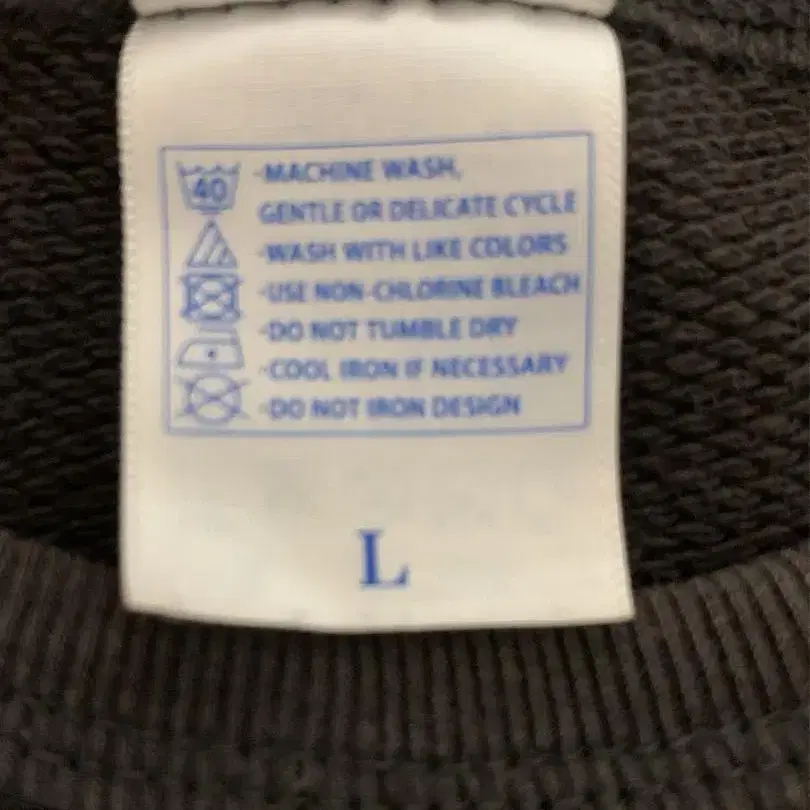 40
-MACHINE WASH,
GENTLE OR DELICATE CYCLE
-WASH WITH LIKE COLORS
-USE NON-CHLORINE BLEACH
-DO NOT TUMBLE DRY
-COOL IRON IF NECESSARY
-DO NOT IRON DESIGN
L